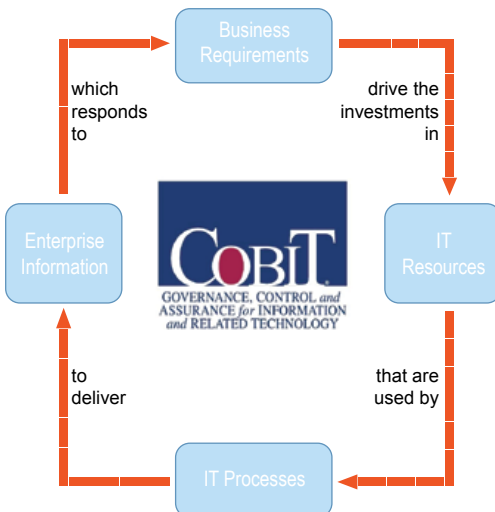 Business
Requirements
drive the
investments
in
IT
Resources
that are
used by
IT Processes
to
deliver
Enterprise
Information
which
responds
to
COBIT
GOVERNANCE, CONTROL and
ASSURANCE for INFORMATION
and RELATED TECHNOLOGY